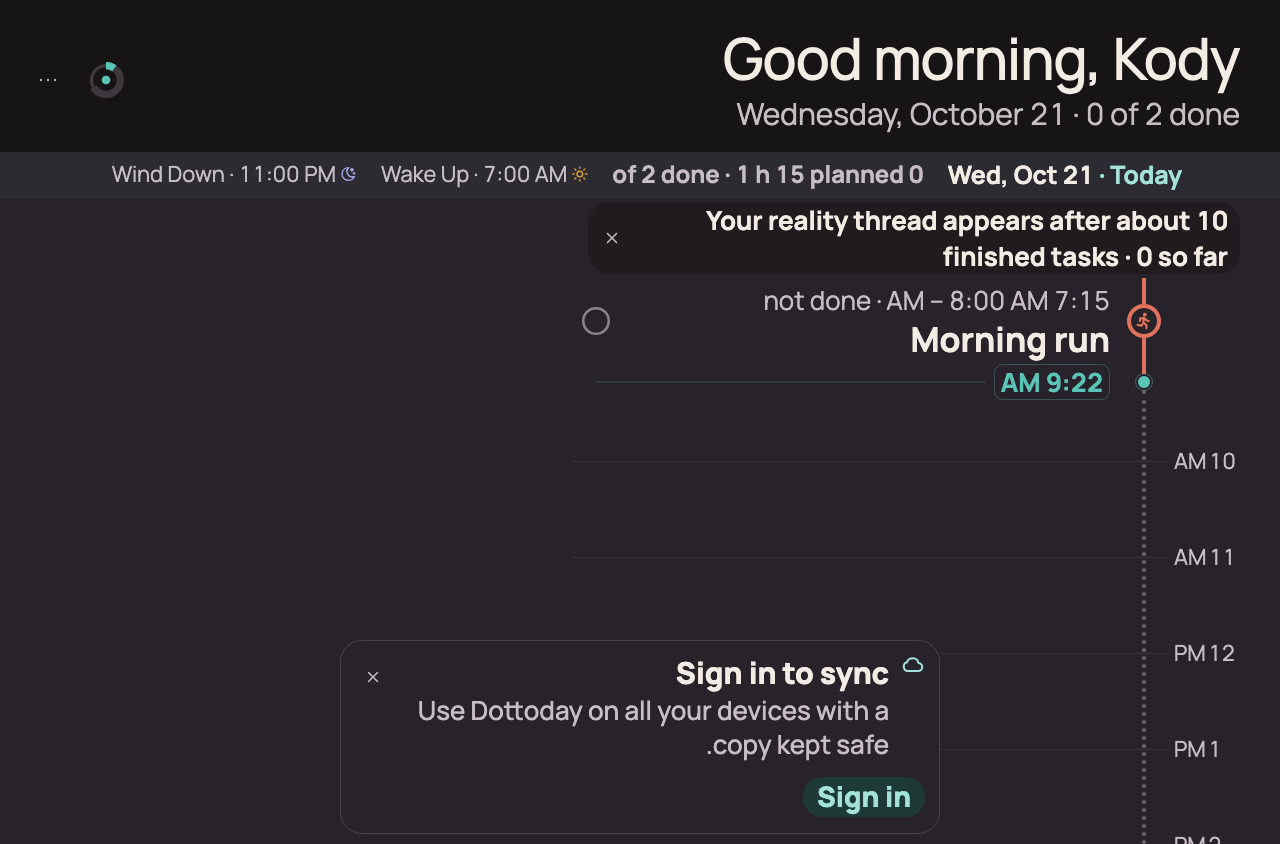 Good morning, Kody
Wednesday, October 21 · 0 of 2 done
Wed, Oct 21 · Today
of 2 done · 1 h 15 planned 0
Wake Up · 7:00 AM
Wind Down · 11:00 PM
Your reality thread appears after about 10
finished tasks · 0 so far
not done · AM – 8:00 AM 7:15
Morning run
AM 9:22
AM 10
AM 11
PM 12
Sign in to sync
Use Dottoday on all your devices with a
.copy kept safe
PM 1
Sign in
PM 2